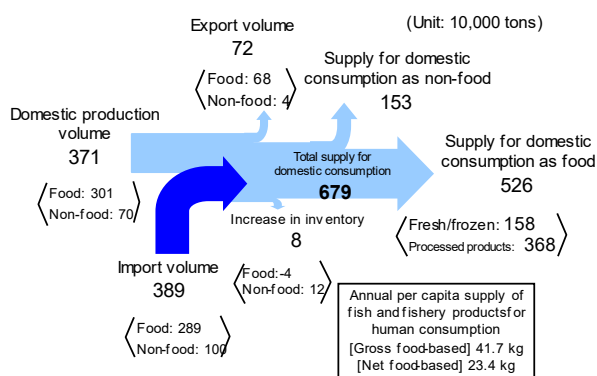 Export volume
72
Food: 68
Non-food: 4
(Unit: 10,000 tons)
Supply for domestic
consumption as non-food
153
Domestic production
volume
371
Food: 301
Non-food: 70
Total supply for
domestic consumption
679
Supply for domestic
consumption as food
526
Fresh/frozen: 158
Processed products: 368
Increase in inventory
8
Food:-4
Non-food: 12
Import volume
389
Food: 289
Non-food: 100
Annual per capita supply of
fish and fishery productsfor
human consumption
[Gross food-based] 41.7 kg
[Net food-based] 23.4 kg